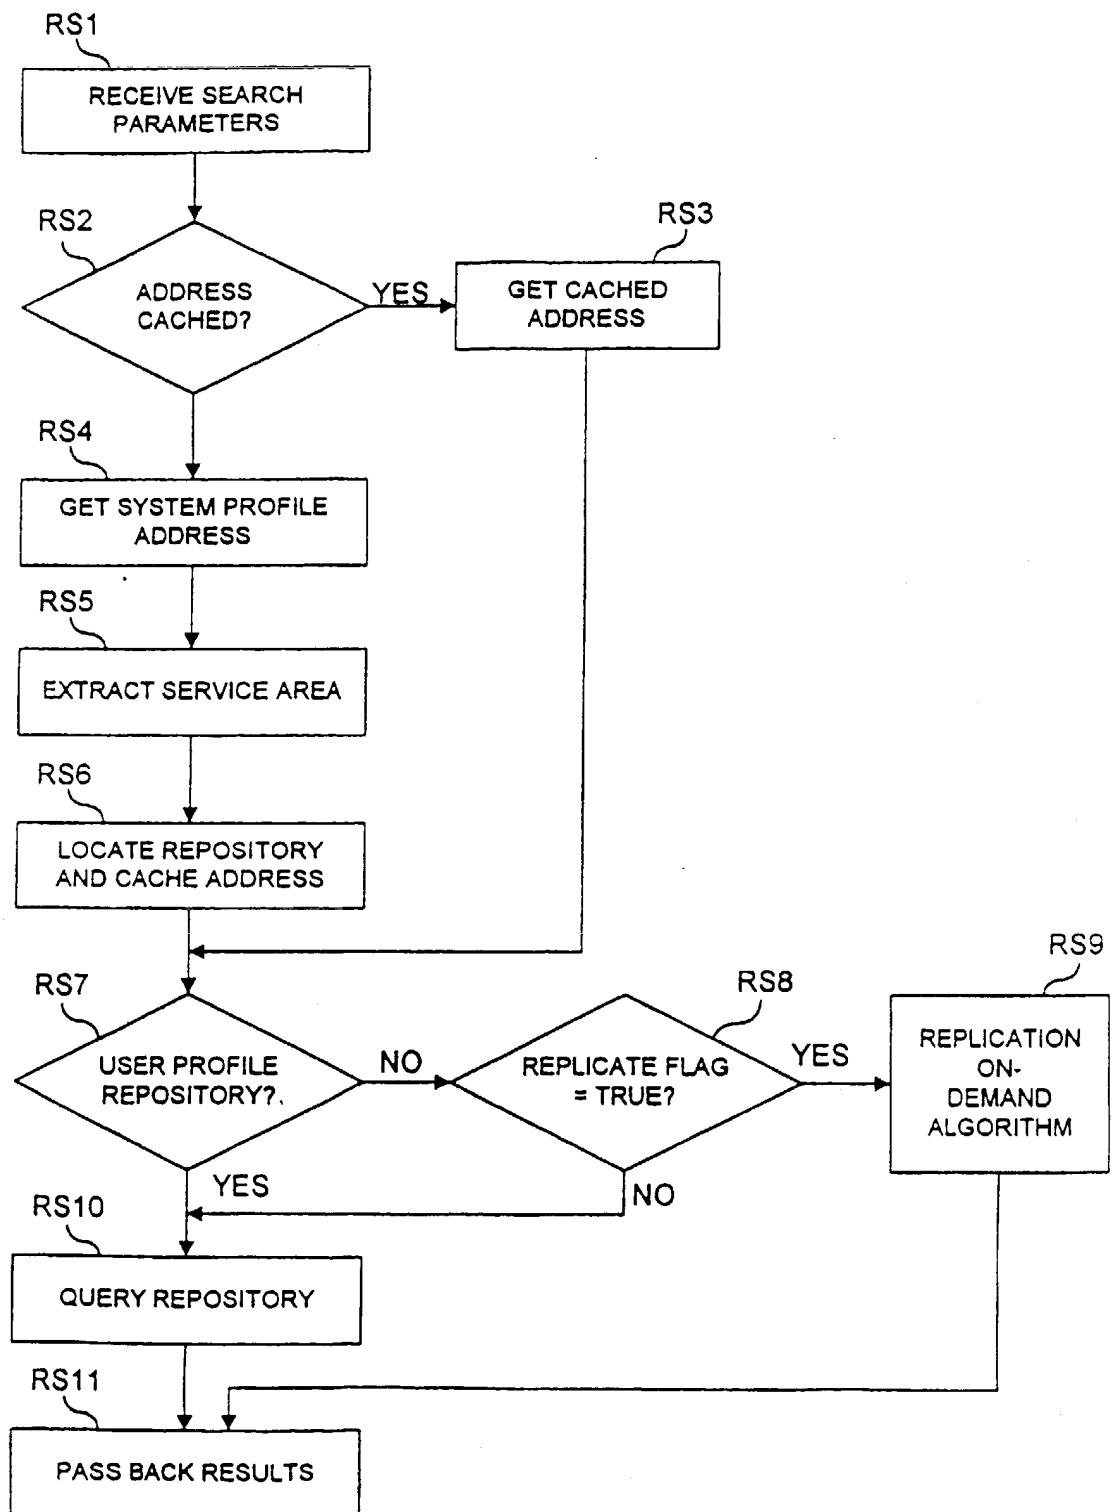 RS1
RECEIVE SEARCH
PARAMETERS
RS2
ADDRESS
CACHED?
YES
RS3
GET CACHED
ADDRESS
RS4
GET SYSTEM PROFILE
ADDRESS
RS5
EXTRACT SERVICE AREA
RS6
LOCATE REPOSITORY
AND CACHE ADDRESS
RS7
USER PROFILE
REPOSITORY?
NO
RS8
REPLICATE FLAG
= TRUE?
YES
RS9
REPLICATION
ON-
DEMAND
ALGORITHM
YES
NO
RS10
QUERY REPOSITORY
RS11
PASS BACK RESULTS